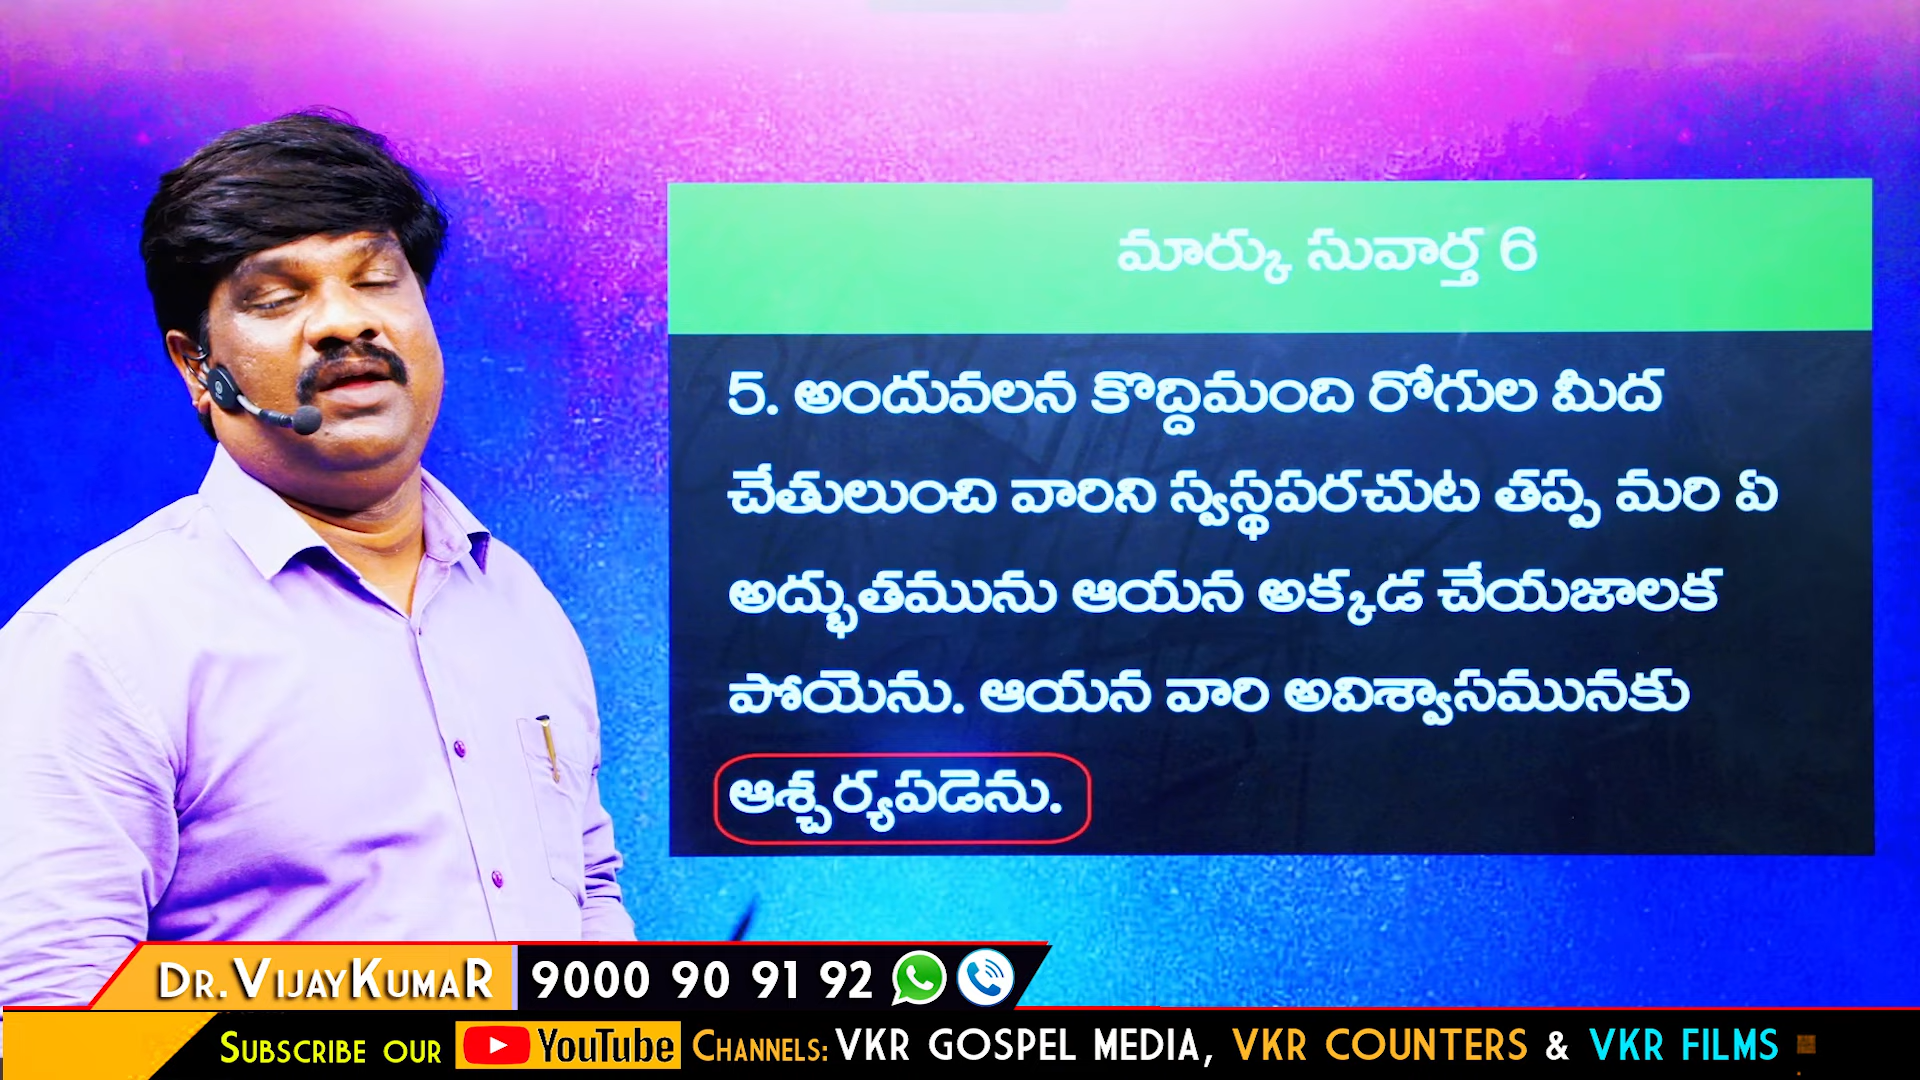 మార్కు సువార్త 6
5. అందువలన కొద్దిమంది రోగుల మీద
చేతులుంచి వారిని స్వస్థపరచుట తప్ప మరి ఏ
అద్భుతమును ఆయన అక్కడ చేయజాలక
పోయెను. ఆయన వారి అవిశ్వాసమునకు
ఆశ్చర్యపడెను.
DR. VIJAYKUMAR 9000 90 91 92
SUBSCRIBE OUR YouTube CHANNELS: VKR GOSPEL MEDIA, VKR COUNTERS & VKR FILMS